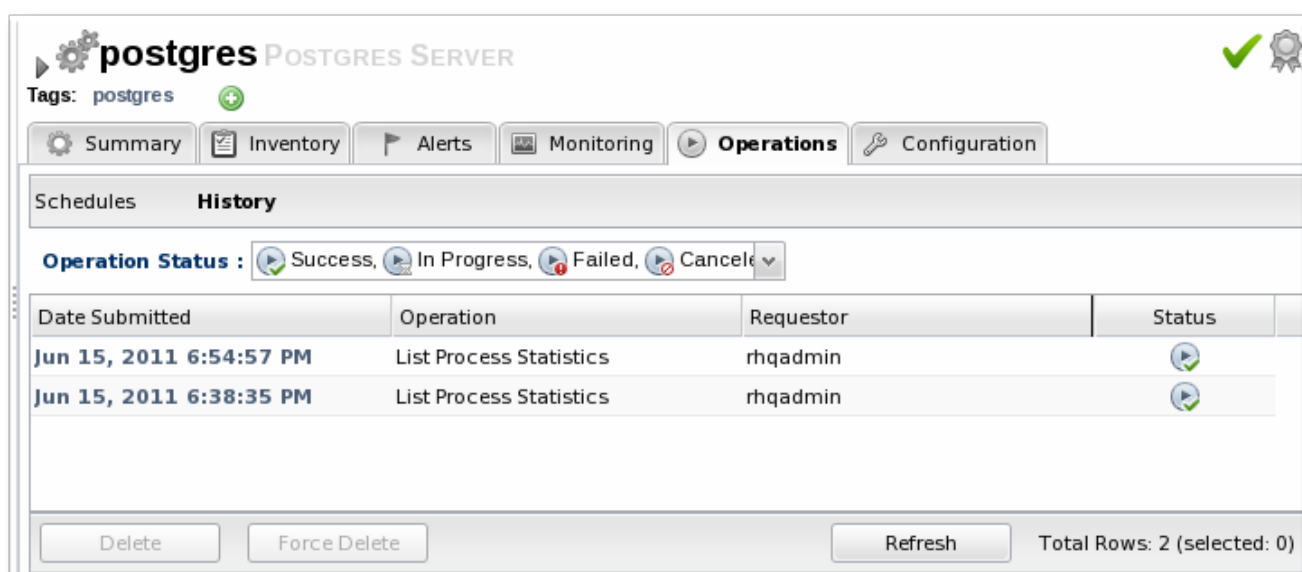 postgres POSTGRES SERVER
Tags: postgres
Summary Inventory Alerts Monitoring Operations Configuration
Schedules History
Operation Status : Success, In Progress, Failed, Cancele
Date Submitted Operation Requestor Status
Jun 15, 2011 6:54:57 PM List Process Statistics rhqadmin
Jun 15, 2011 6:38:35 PM List Process Statistics rhqadmin
Delete Force Delete Refresh Total Rows: 2 (selected: 0)